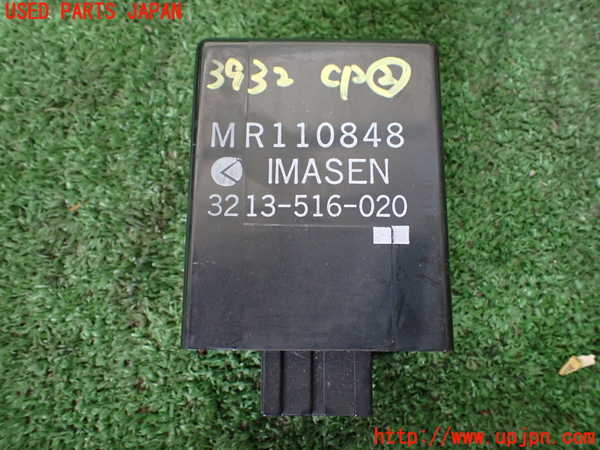 USED PARTS JAPAN
3932 CP②
MR110848
IMASEN
3213-516-020
http://www.upjpn.com/